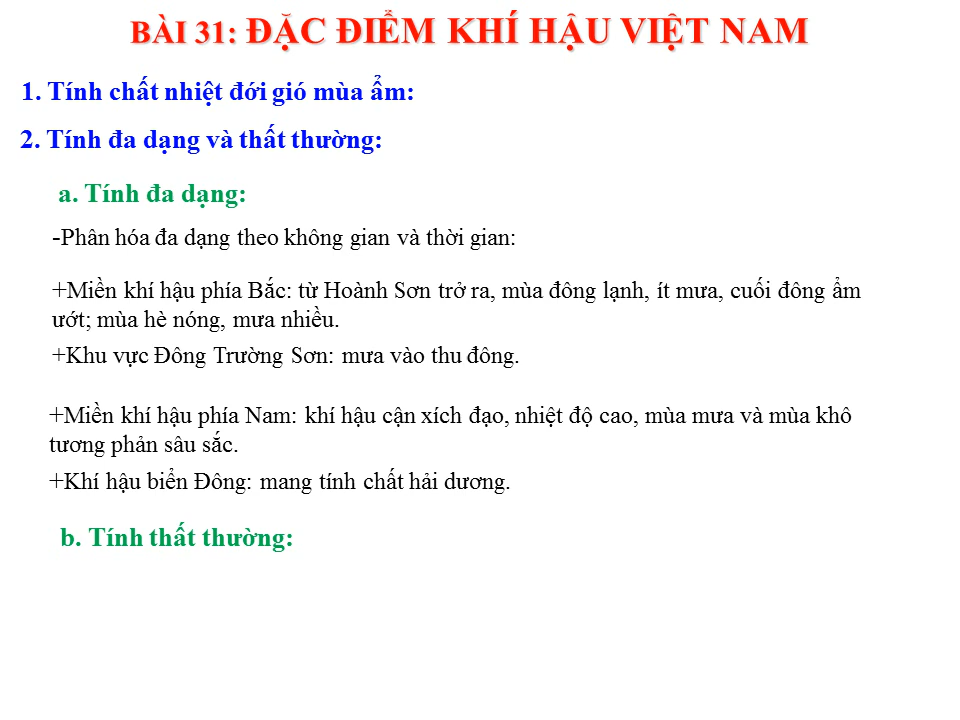 BÀI 31: ĐẶC ĐIỂM KHÍ HẬU VIỆT NAM
1. Tính chất nhiệt đới gió mùa ẩm:
2. Tính đa dạng và thất thường:
a. Tính đa dạng:
-Phân hóa đa dạng theo không gian và thời gian:
+Miền khí hậu phía Bắc: từ Hoành Sơn trở ra, mùa đông lạnh, ít mưa, cuối đông ẩm
ướt; mùa hè nóng, mưa nhiều.
+Khu vực Đông Trường Sơn: mưa vào thu đông.
+Miền khí hậu phía Nam: khí hậu cận xích đạo, nhiệt độ cao, mùa mưa và mùa khô
tương phản sâu sắc.
+Khí hậu biển Đông: mang tính chất hải dương.
b. Tính thất thường: